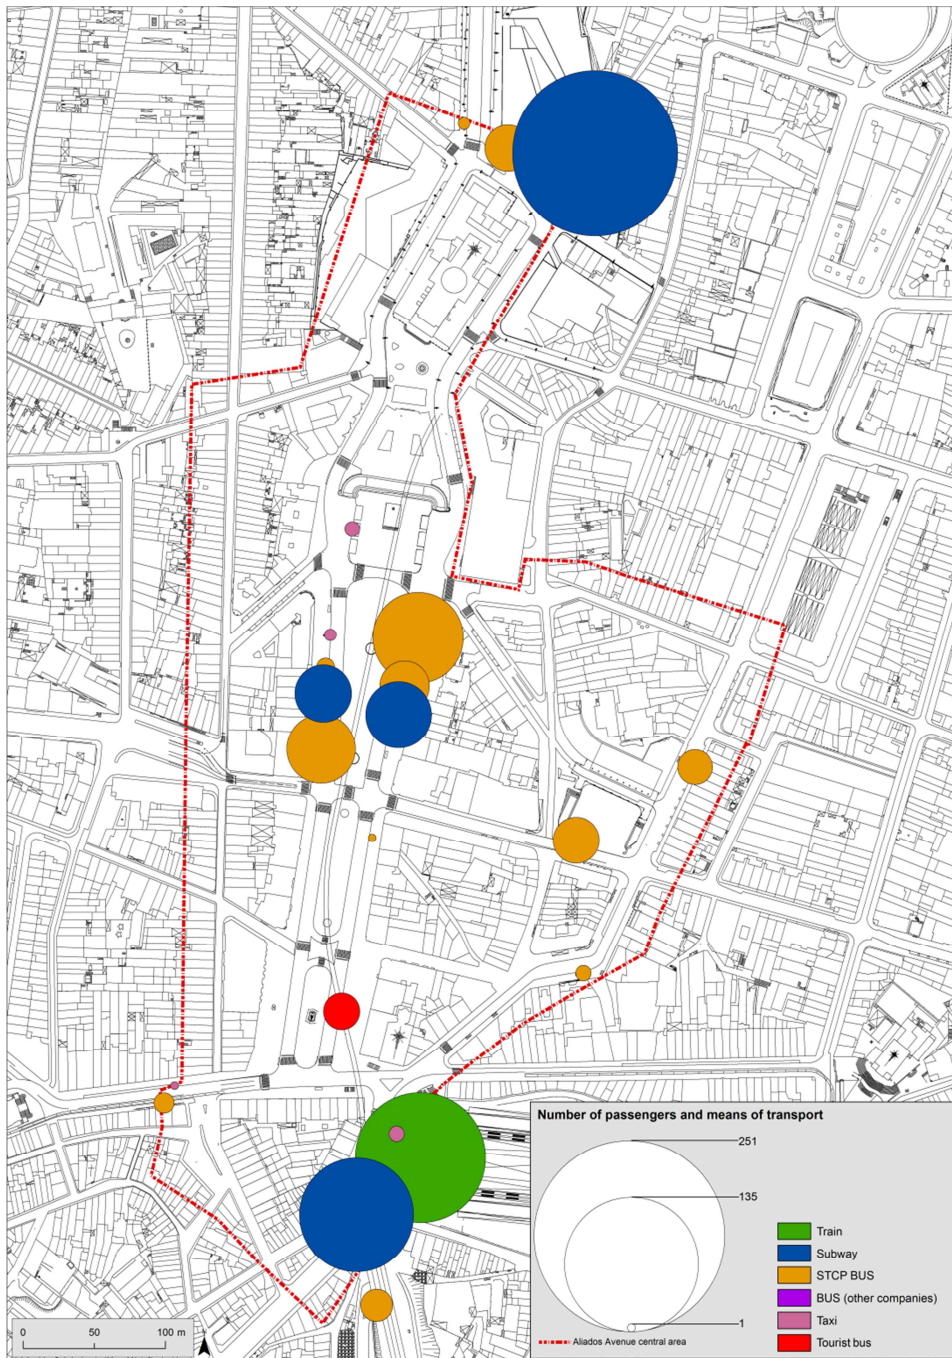 Number of passengers and means of transport
251
135
1
Train
Subway
STCP BUS
BUS (other companies)
Taxi
Tourist bus
Aliados Avenue central area
0 50 100 m